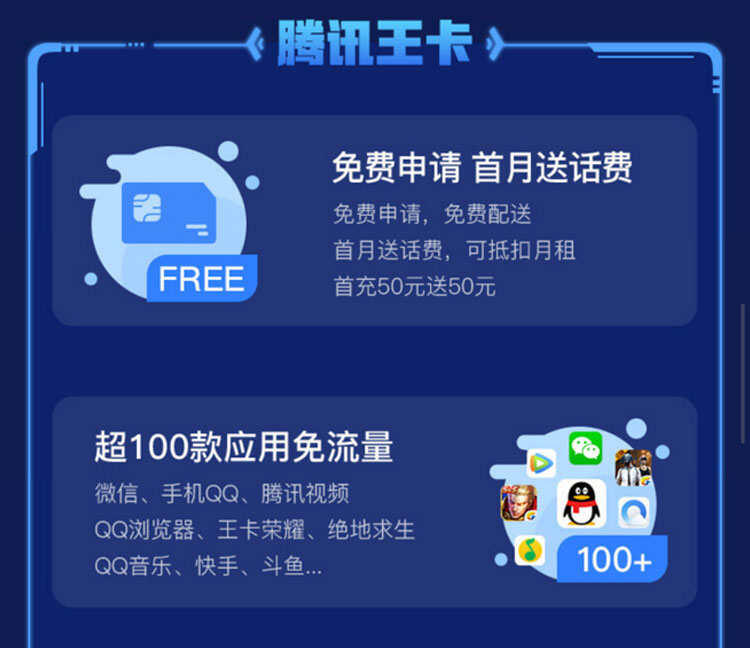 腾讯王卡
免费申请 首月送话费
免费申请，免费配送
首月送话费，可抵扣月租
首充50元送50元
FREE
超100款应用免流量
微信、手机QQ、腾讯视频
QQ浏览器、王卡荣耀、绝地求生
QQ音乐、快手、斗鱼...
100+